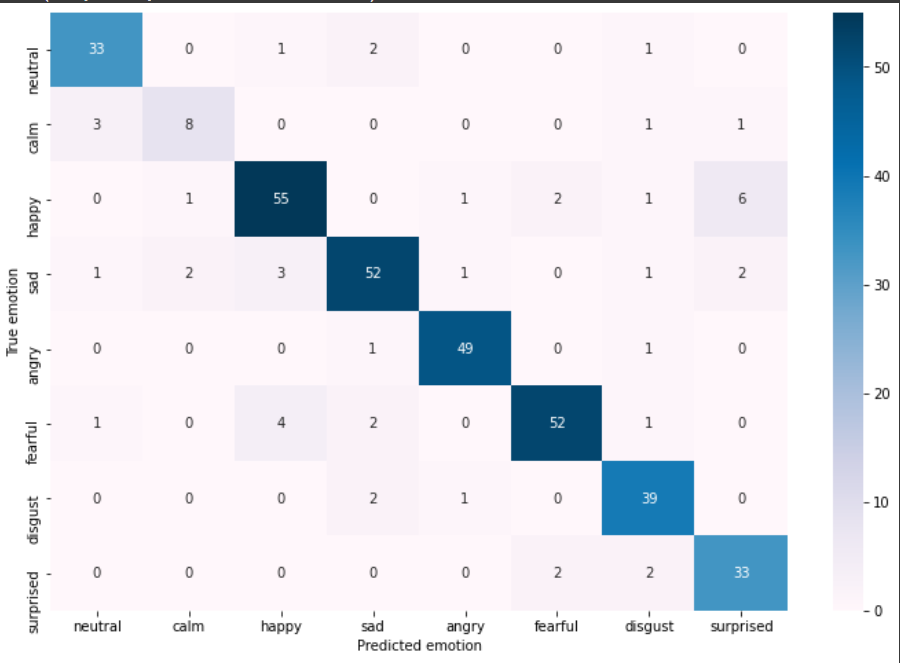 neutral 33 0 1 2 0 0 1 0
calm 3 8 0 0 0 0 1 1
happy 0 1 55 0 1 2 1 6
sad 1 2 3 52 1 0 1 2
angry 0 0 0 1 49 0 1 0
fearful 1 0 4 2 0 52 1 0
disgust 0 0 0 2 1 0 39 0
surprised 0 0 0 0 0 2 2 33
True emotion
neutral calm happy sad angry fearful disgust surprised
Predicted emotion
50
40
30
20
10
0